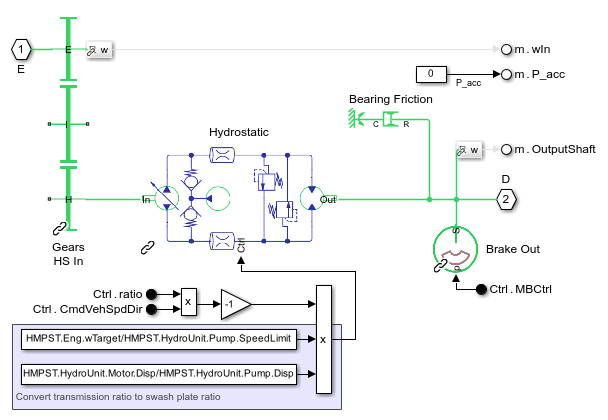 1
E
E
w
m.wIn
0
P_acc
m.P_acc
Bearing Friction
C R
I
Hydrostatic
w
m.OutputShaft
D
2
H
In
Out
Gears
HS In
Ctrl
S
P
Brake Out
Ctrl.MBCtrl
Ctrl.ratio
Ctrl.CmdVehSpdDir
x
-1
HMPST.Eng.wTarget/HMPST.HydroUnit.Pump.SpeedLimit
x
HMPST.HydroUnit.Motor.Disp/HMPST.HydroUnit.Pump.Disp
Convert transmission ratio to swash plate ratio